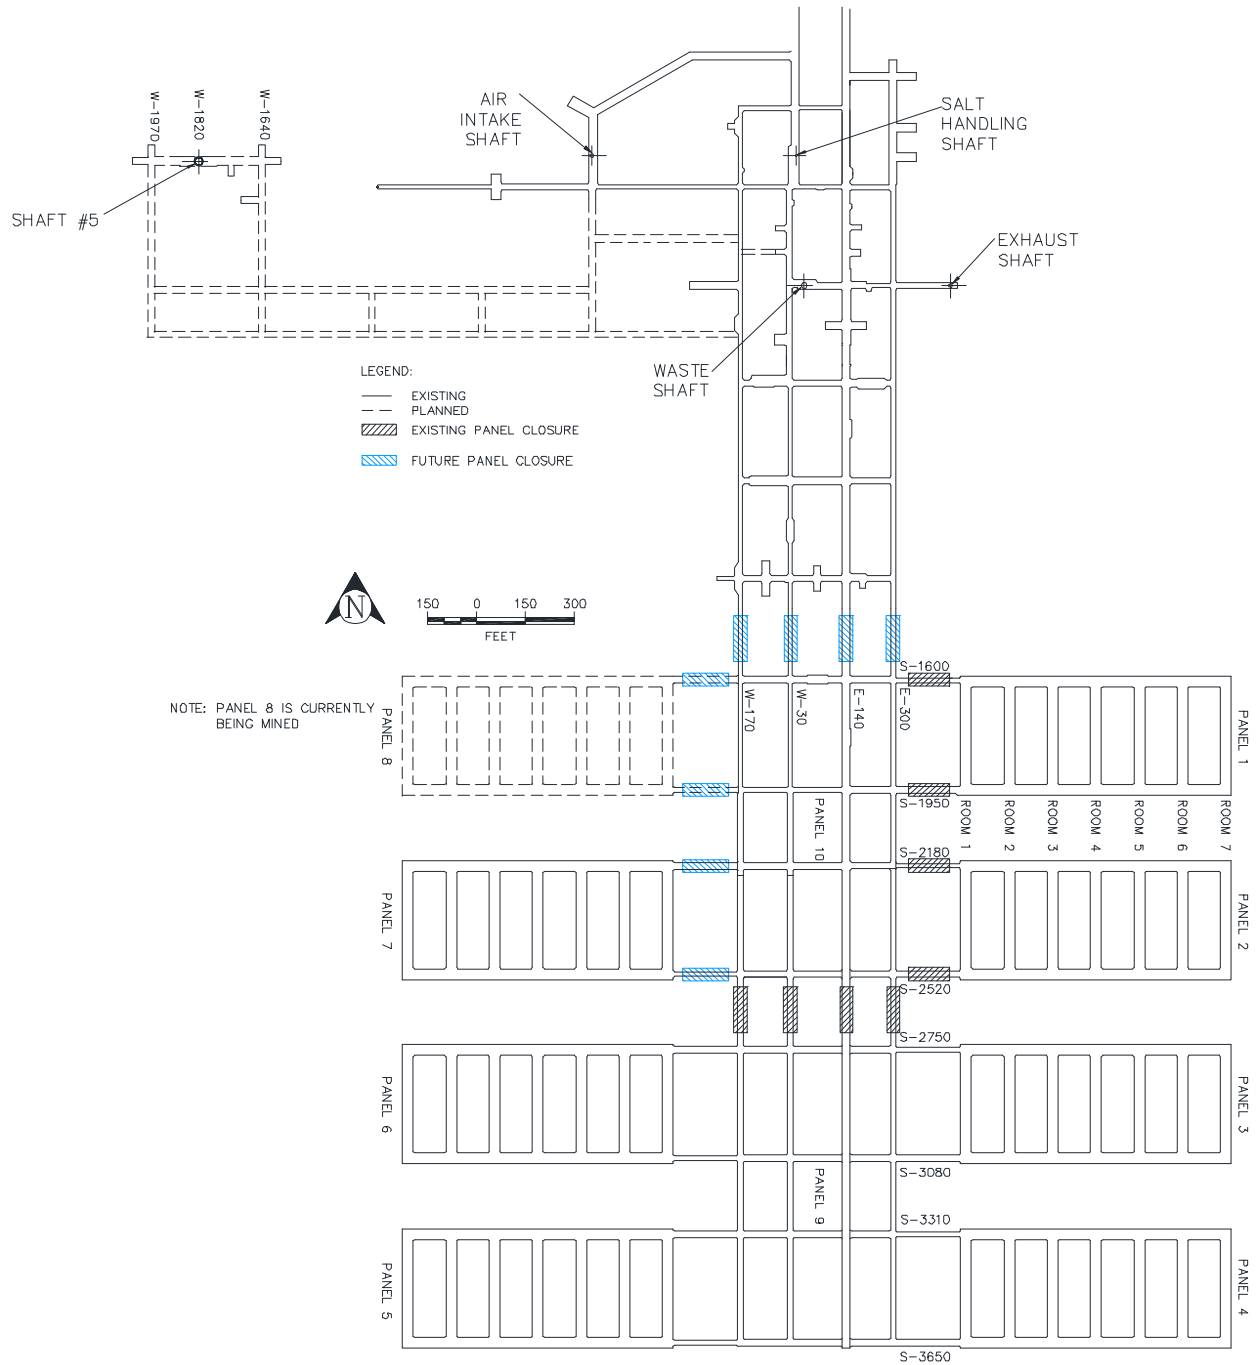 W-1970
W-1820
W-1640
SHAFT #5
AIR
INTAKE
SHAFT
SALT
HANDLING
SHAFT
EXHAUST
SHAFT
WASTE
SHAFT
LEGEND:
EXISTING
PLANNED
EXISTING PANEL CLOSURE
FUTURE PANEL CLOSURE
N
150 0 150 300
FEET
NOTE: PANEL 8 IS CURRENTLY
BEING MINED
S-1600
W-170
W-30
E-140
E-300
PANEL 8
PANEL 1
S-1950
PANEL 10
ROOM 1
ROOM 2
ROOM 3
ROOM 4
ROOM 5
ROOM 6
ROOM 7
S-2180
PANEL 7
PANEL 2
S-2520
S-2750
PANEL 6
PANEL 3
S-3080
PANEL 9
S-3310
PANEL 5
PANEL 4
S-3650